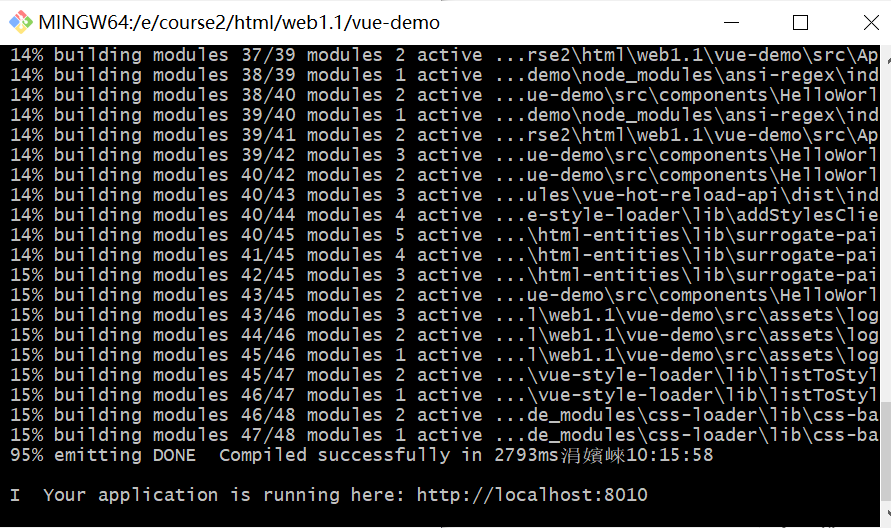 MINGW64:/e/course2/html/web1.1/vue-demo
14% building modules 37/39 modules 2 active ...rse2\html\web1.1\vue-demo\src\Ap
14% building modules 38/39 modules 1 active ...demo\node_modules\ansi-regex\ind
14% building modules 38/40 modules 2 active ...ue-demo\src\components\HelloWorl
14% building modules 39/40 modules 1 active ...demo\node_modules\ansi-regex\ind
14% building modules 39/41 modules 2 active ...rse2\html\web1.1\vue-demo\src\Ap
14% building modules 39/42 modules 3 active ...ue-demo\src\components\HelloWorl
14% building modules 40/42 modules 2 active ...ue-demo\src\components\HelloWorl
14% building modules 40/43 modules 3 active ...ules\vue-hot-reload-api\dist\ind
14% building modules 40/44 modules 4 active ...e-style-loader\lib\addStylesClie
14% building modules 40/45 modules 5 active ...\html-entities\lib\surrogate-pai
14% building modules 41/45 modules 4 active ...\html-entities\lib\surrogate-pai
15% building modules 42/45 modules 3 active ...\html-entities\lib\surrogate-pai
15% building modules 43/45 modules 2 active ...ue-demo\src\components\HelloWorl
15% building modules 43/46 modules 3 active ...l\web1.1\vue-demo\src\assets\log
15% building modules 44/46 modules 2 active ...l\web1.1\vue-demo\src\assets\log
15% building modules 45/46 modules 1 active ...l\web1.1\vue-demo\src\assets\log
15% building modules 45/47 modules 2 active ...\vue-style-loader\lib\listToStyl
15% building modules 46/47 modules 1 active ...\vue-style-loader\lib\listToStyl
15% building modules 46/48 modules 2 active ...de_modules\css-loader\lib\css-ba
15% building modules 47/48 modules 1 active ...de_modules\css-loader\lib\css-ba
95% emitting DONE  Compiled successfully in 2793ms涓嬪崍10:15:58
I  Your application is running here: http://localhost:8010